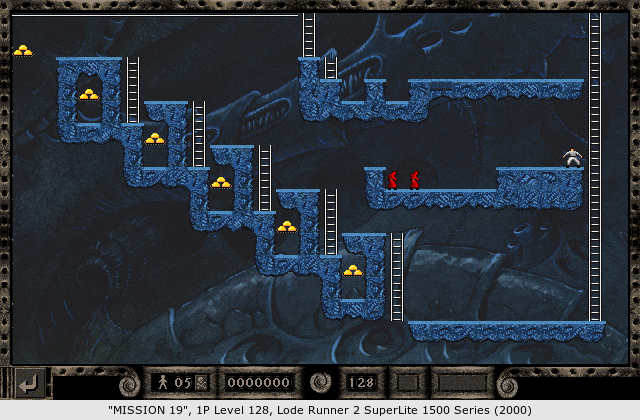 05 0000000 128
"MISSION 19", 1P Level 128, Lode Runner 2 SuperLite 1500 Series (2000)